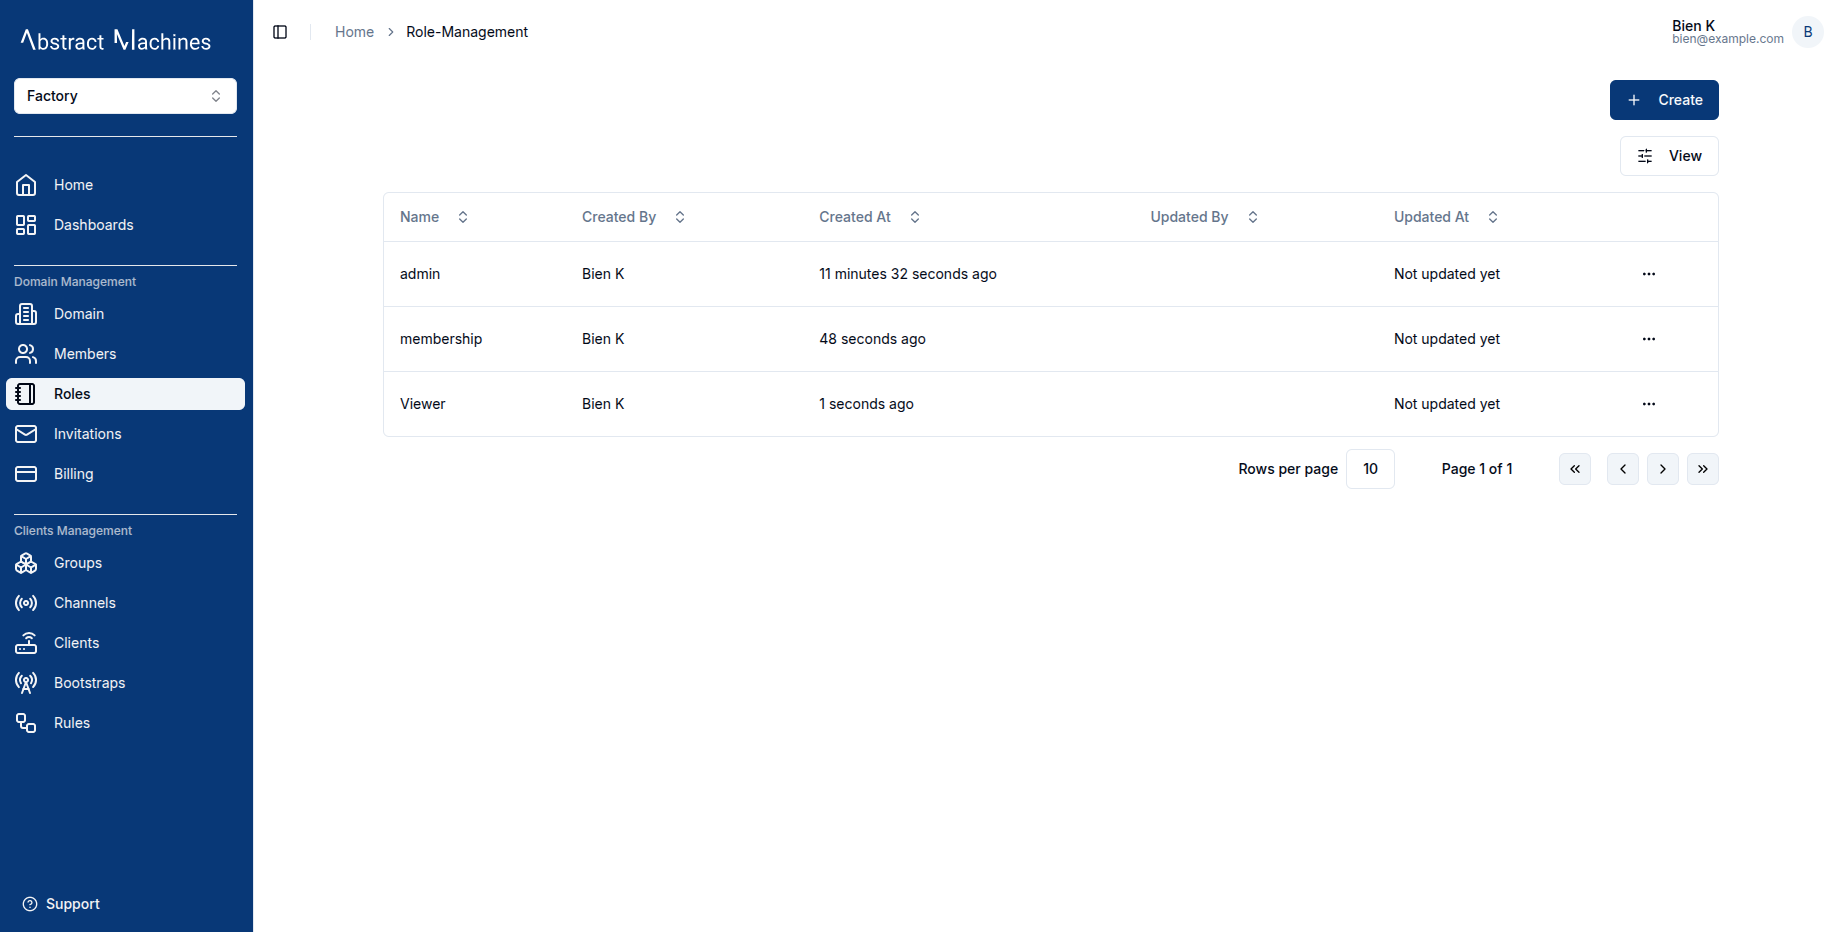 Abstract Machines
Factory
Home
Dashboards
Domain Management
Domain
Members
Roles
Invitations
Billing
Clients Management
Groups
Channels
Clients
Bootstraps
Rules
Support
Home > Role-Management
Bien K
bien@example.com
B
Create
View
Name Created By Created At Updated By Updated At
admin Bien K 11 minutes 32 seconds ago Not updated yet ...
membership Bien K 48 seconds ago Not updated yet ...
Viewer Bien K 1 seconds ago Not updated yet ...
Rows per page 10 Page 1 of 1